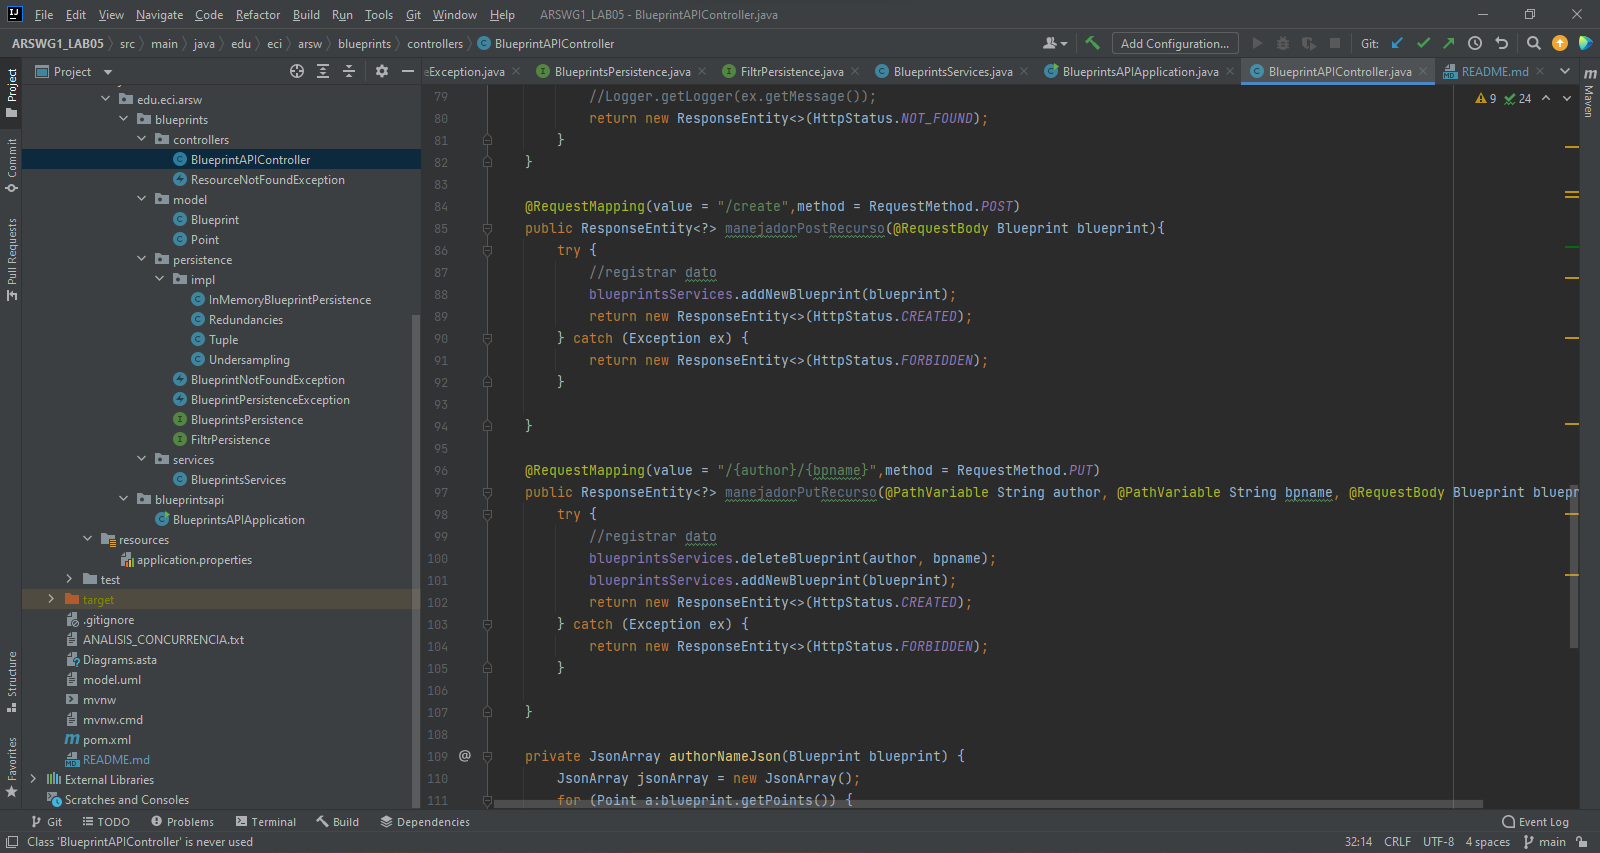 File Edit View Navigate Code Refactor Build Run Tools Git Window Help ARSWG1_LAB05 - BlueprintAPIController.java
ARSWG1_LAB05 src main java edu eci arsw blueprints controllers BlueprintAPIController Add Configuration... Git:
Project
eException.java BlueprintsPersistence.java FiltrPersistence.java BlueprintsServices.java BlueprintsAPIApplication.java BlueprintAPIController.java README.md
9 24
Project
Commit
Pull Requests
Structure
Favorites
Maven
edu.eci.arsw
blueprints
controllers
BlueprintAPIController
ResourceNotFoundException
model
Blueprint
Point
persistence
impl
InMemoryBlueprintPersistence
Redundancies
Tuple
Undersampling
BlueprintNotFoundException
BlueprintPersistenceException
BlueprintsPersistence
FiltrPersistence
services
BlueprintsServices
blueprintsapi
BlueprintsAPIApplication
resources
application.properties
test
target
.gitignore
ANALISIS_CONCURRENCIA.txt
Diagrams.asta
model.uml
mvnw
mvnw.cmd
pom.xml
README.md
External Libraries
Scratches and Consoles
79 //Logger.getLogger(ex.getMessage());
80 return new ResponseEntity<>(HttpStatus.NOT_FOUND);
81 }
82 }
83
84 @RequestMapping(value = "/create",method = RequestMethod.POST)
85 public ResponseEntity<?> manejadorPostRecurso(@RequestBody Blueprint blueprint){
86 try {
87 //registrar dato
88 blueprintsServices.addNewBlueprint(blueprint);
89 return new ResponseEntity<>(HttpStatus.CREATED);
90 } catch (Exception ex) {
91 return new ResponseEntity<>(HttpStatus.FORBIDDEN);
92 }
93
94 }
95
96 @RequestMapping(value = "/{author}/{bpname}",method = RequestMethod.PUT)
97 public ResponseEntity<?> manejadorPutRecurso(@PathVariable String author, @PathVariable String bpname, @RequestBody Blueprint bluepr
98 try {
99 //registrar dato
100 blueprintsServices.deleteBlueprint(author, bpname);
101 blueprintsServices.addNewBlueprint(blueprint);
102 return new ResponseEntity<>(HttpStatus.CREATED);
103 } catch (Exception ex) {
104 return new ResponseEntity<>(HttpStatus.FORBIDDEN);
105 }
106
107 }
108
109 @ private JsonArray authorNameJson(Blueprint blueprint) {
110 JsonArray jsonArray = new JsonArray();
111 for (Point a:blueprint.getPoints()) {
Git TODO Problems Terminal Build Dependencies Event Log
Class 'BlueprintAPIController' is never used 32:14 CRLF UTF-8 4 spaces main